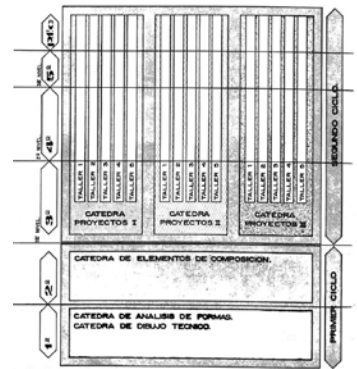 PFC
5º
4º
3º
2º
1º
TALLER 1
TALLER 2
TALLER 3
TALLER 4
TALLER 5
CATEDRA
PROYECTOS I
TALLER 1
TALLER 2
TALLER 3
TALLER 4
TALLER 5
CATEDRA
PROYECTOS II
TALLER 1
TALLER 2
TALLER 3
TALLER 4
TALLER 5
CATEDRA
PROYECTOS III
SEGUNDO CICLO.
CATEDRA DE ELEMENTOS DE COMPOSICION.
CATEDRA DE ANALISIS DE FORMAS.
CATEDRA DE DIBUJO TECNICO.
PRIMER CICLO